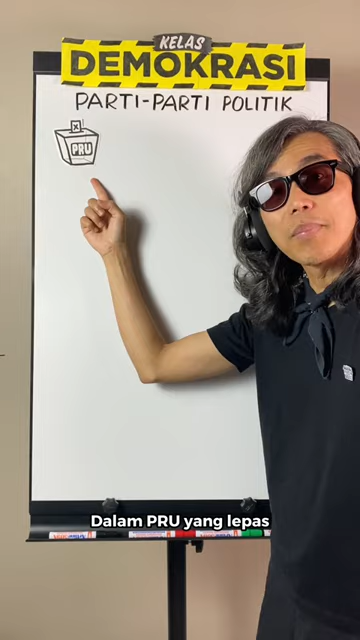 KELAS
DEMOKRASI
PARTI-PARTI POLITIK
X
PRU
Dalam PRU yang lepas